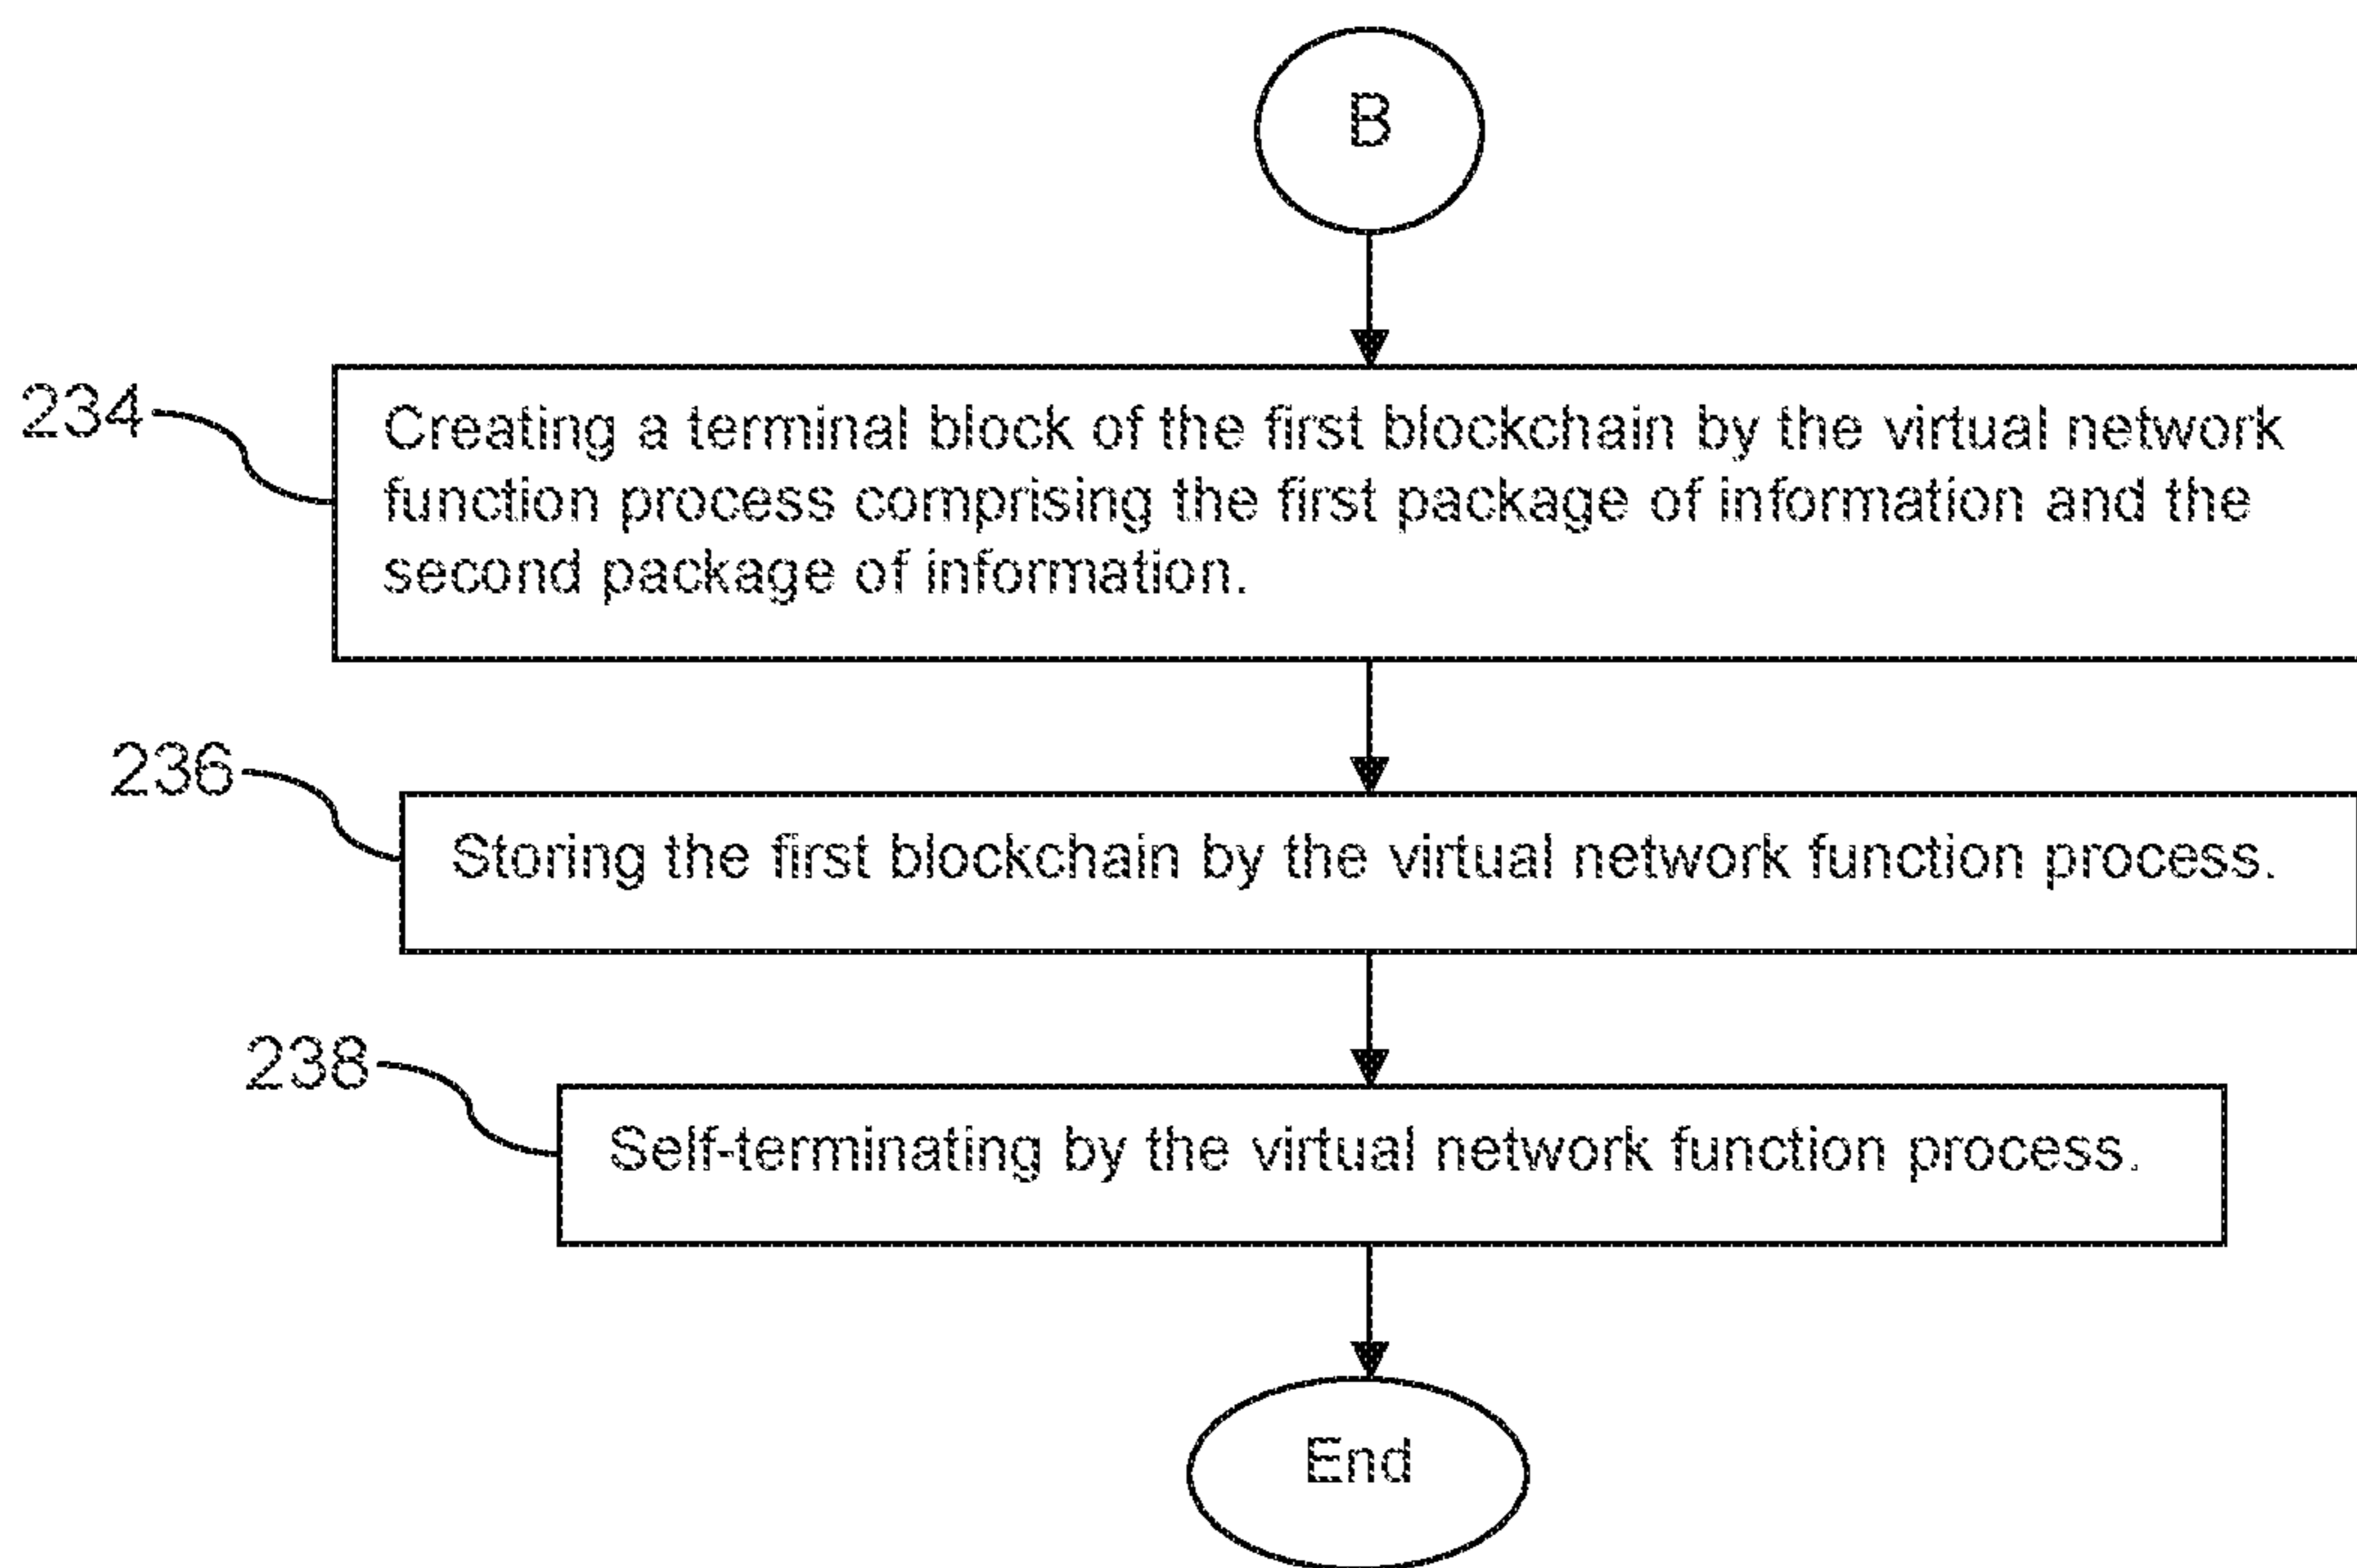 B
234
Creating a terminal block of the first blockchain by the virtual network
function process comprising the first package of information and the
second package of information.
236
Storing the first blockchain by the virtual network function process.
238
Self-terminating by the virtual network function process.
End